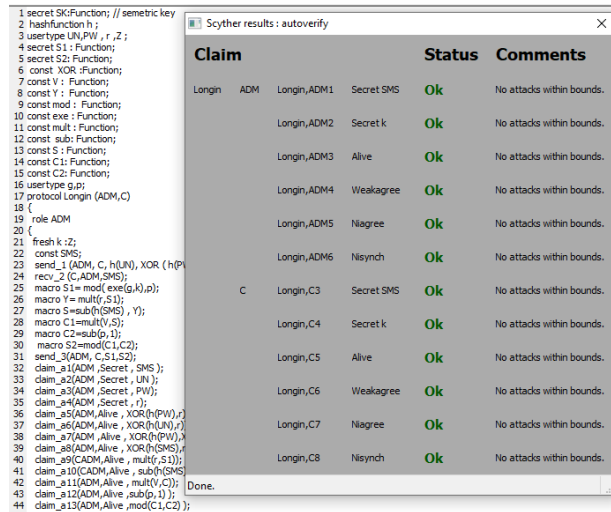 1 secret SK:Function; // semetric key
2 hashfunction h ;
3 usertype UN,PW , r ,Z ;
4 secret S1 : Function;
5 secret S2: Function;
6 const XOR :Function;
7 const V : Function;
8 const Y : Function;
9 const mod : Function;
10 const exe : Function;
11 const mult : Function;
12 const sub: Function;
13 const S : Function;
14 const C1: Function;
15 const C2: Function;
16 usertype g,p;
17 protocol Longin (ADM,C)
18 {
19 role ADM
20 {
21 fresh k :Z;
22 const SMS;
23 send_1 (ADM, C, h(UN), XOR ( h(PW
24 recv_2 (C,ADM,SMS);
25 macro S1= mod( exe(g,k),p);
26 macro Y= mult(r,S1);
27 macro S=sub(h(SMS) , Y);
28 macro C1=mult(V,S);
29 macro C2=sub(p,1);
30 macro S2=mod(C1,C2);
31 send_3(ADM, C,S1,S2);
32 claim_a1(ADM ,Secret , SMS );
33 claim_a2(ADM ,Secret , UN );
34 claim_a3(ADM ,Secret , PW);
35 claim_a4(ADM ,Secret , r);
36 claim_a5(ADM,Alive , XOR(h(PW),r)
37 claim_a6(ADM ,Alive , XOR(h(UN),r)
38 claim_a7(ADM ,Alive , XOR(h(PW),X
39 claim_a8(ADM,Alive , XOR(h(SMS),r
40 claim_a9(CADM,Alive , mult(r,S1));
41 claim_a10(CADM,Alive , sub(h(SMS)
42 claim_a11(ADM,Alive , mult(V,C));
43 claim_a12(ADM,Alive ,sub(p,1) );
44 claim_a13(ADM,Alive ,mod(C1,C2) );
Scyther results : autoverify
Claim Status Comments
Longin ADM Longin,ADM1 Secret SMS Ok No attacks within bounds.
Longin,ADM2 Secret k Ok No attacks within bounds.
Longin,ADM3 Alive Ok No attacks within bounds.
Longin,ADM4 Weakagree Ok No attacks within bounds.
Longin,ADM5 Niagree Ok No attacks within bounds.
Longin,ADM6 Nisynch Ok No attacks within bounds.
C Longin,C3 Secret SMS Ok No attacks within bounds.
Longin,C4 Secret k Ok No attacks within bounds.
Longin,C5 Alive Ok No attacks within bounds.
Longin,C6 Weakagree Ok No attacks within bounds.
Longin,C7 Niagree Ok No attacks within bounds.
Longin,C8 Nisynch Ok No attacks within bounds.
Done.